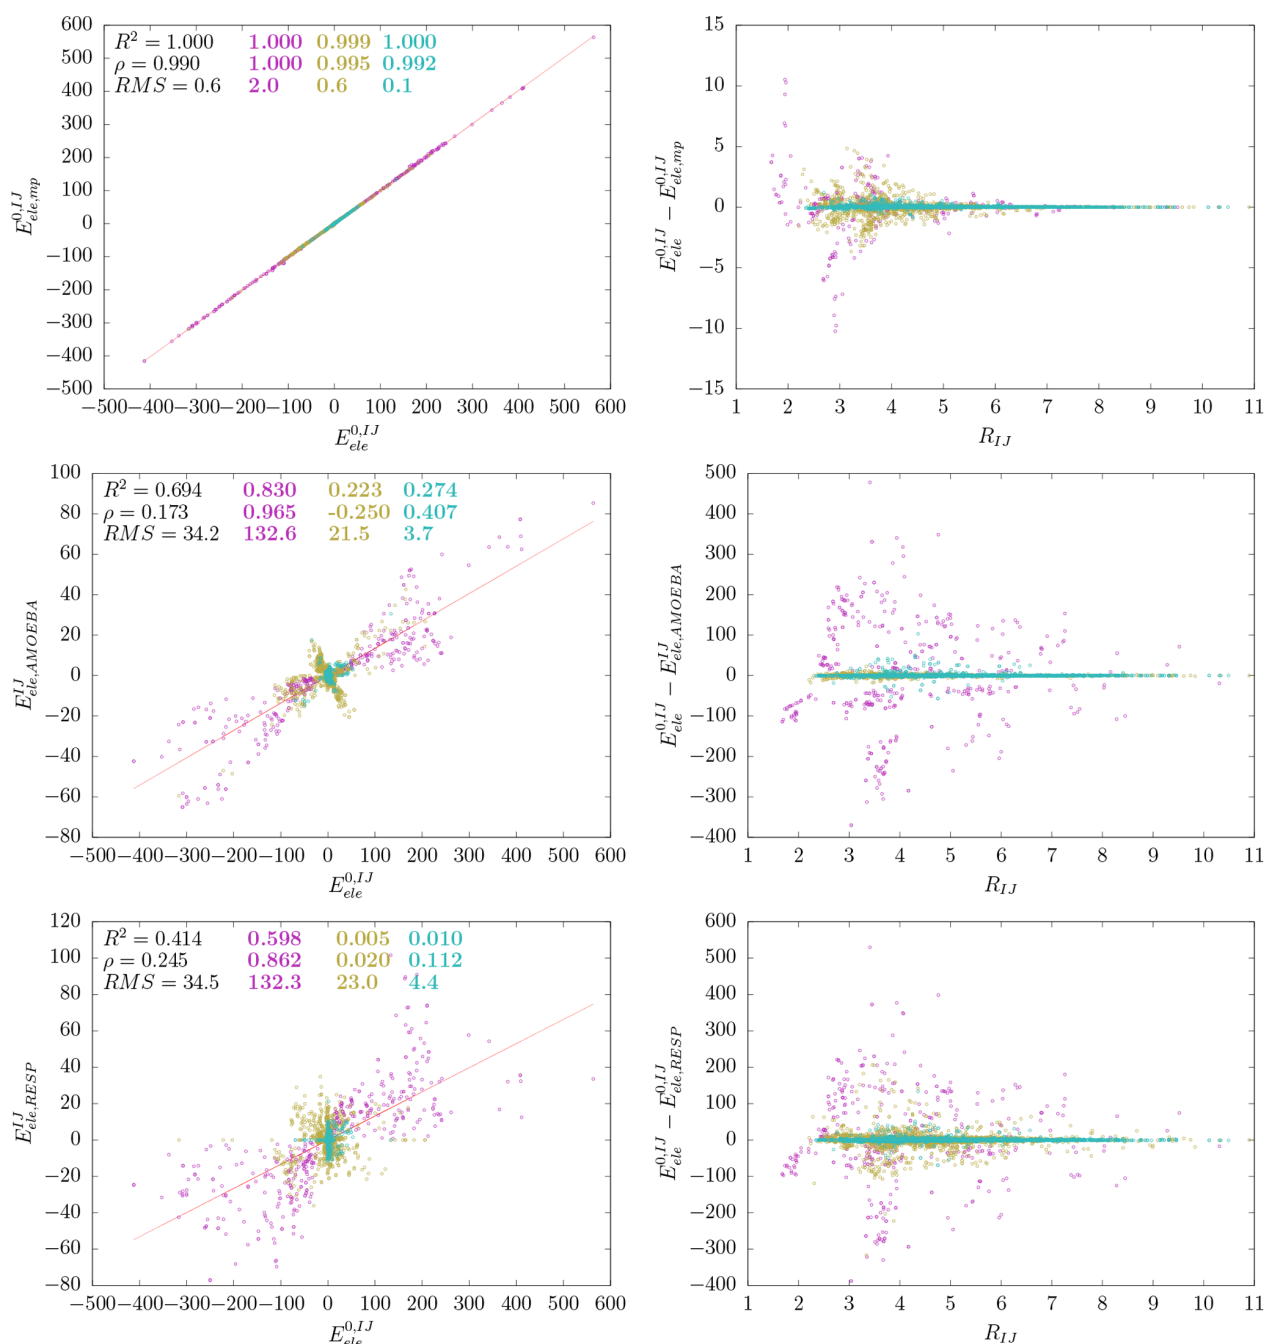 600
500
400
300
200
100
0
−100
−200
−300
−400
−500
E^{0,IJ}_{ele,mp}
R² = 1.000 1.000 0.999 1.000
ρ = 0.990 1.000 0.995 0.992
RMS = 0.6 2.0 0.6 0.1
−500−400−300−200−100 0 100 200 300 400 500 600
E^{0,IJ}_{ele}
15
10
5
0
−5
−10
−15
E^{0,IJ}_{ele} − E^{0,IJ}_{ele,mp}
1 2 3 4 5 6 7 8 9 10 11
R_{IJ}
100
80
60
40
20
0
−20
−40
−60
−80
E^{IJ}_{ele,AMOEBA}
R² = 0.694 0.830 0.223 0.274
ρ = 0.173 0.965 -0.250 0.407
RMS = 34.2 132.6 21.5 3.7
−500−400−300−200−100 0 100 200 300 400 500 600
E^{0,IJ}_{ele}
500
400
300
200
100
0
−100
−200
−300
−400
E^{0,IJ}_{ele} − E^{IJ}_{ele,AMOEBA}
1 2 3 4 5 6 7 8 9 10 11
R_{IJ}
120
100
80
60
40
20
0
−20
−40
−60
−80
E^{IJ}_{ele,RESP}
R² = 0.414 0.598 0.005 0.010
ρ = 0.245 0.862 0.020 0.112
RMS = 34.5 132.3 23.0 4.4
−500−400−300−200−100 0 100 200 300 400 500 600
E^{0,IJ}_{ele}
600
500
400
300
200
100
0
−100
−200
−300
−400
E^{0,IJ}_{ele} − E^{0,IJ}_{ele,RESP}
1 2 3 4 5 6 7 8 9 10 11
R_{IJ}